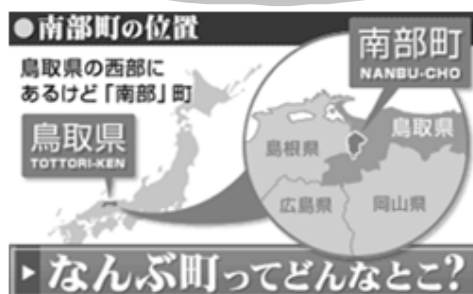 ●南部町の位置
鳥取県の西部に
あるけど「南部」町
鳥取県
TOTTORI-KEN
南部町
NANBU-CHO
島根県
鳥取県
広島県
岡山県
▶なんぶ町ってどんなとこ?